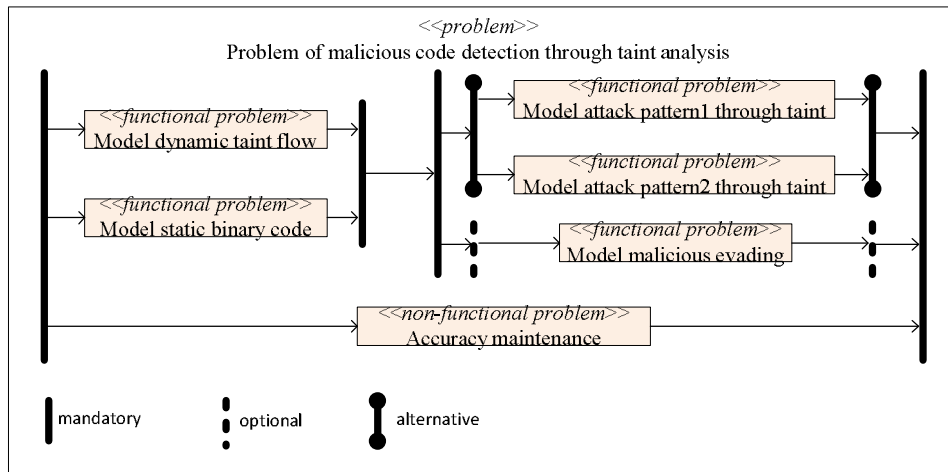 <<problem>>
Problem of malicious code detection through taint analysis
<<functional problem>>
Model dynamic taint flow
<<functional problem>>
Model static binary code
<<functional problem>>
Model attack pattern1 through taint
<<functional problem>>
Model attack pattern2 through taint
<<functional problem>>
Model malicious evading
<<non-functional problem>>
Accuracy maintenance
mandatory
optional
alternative